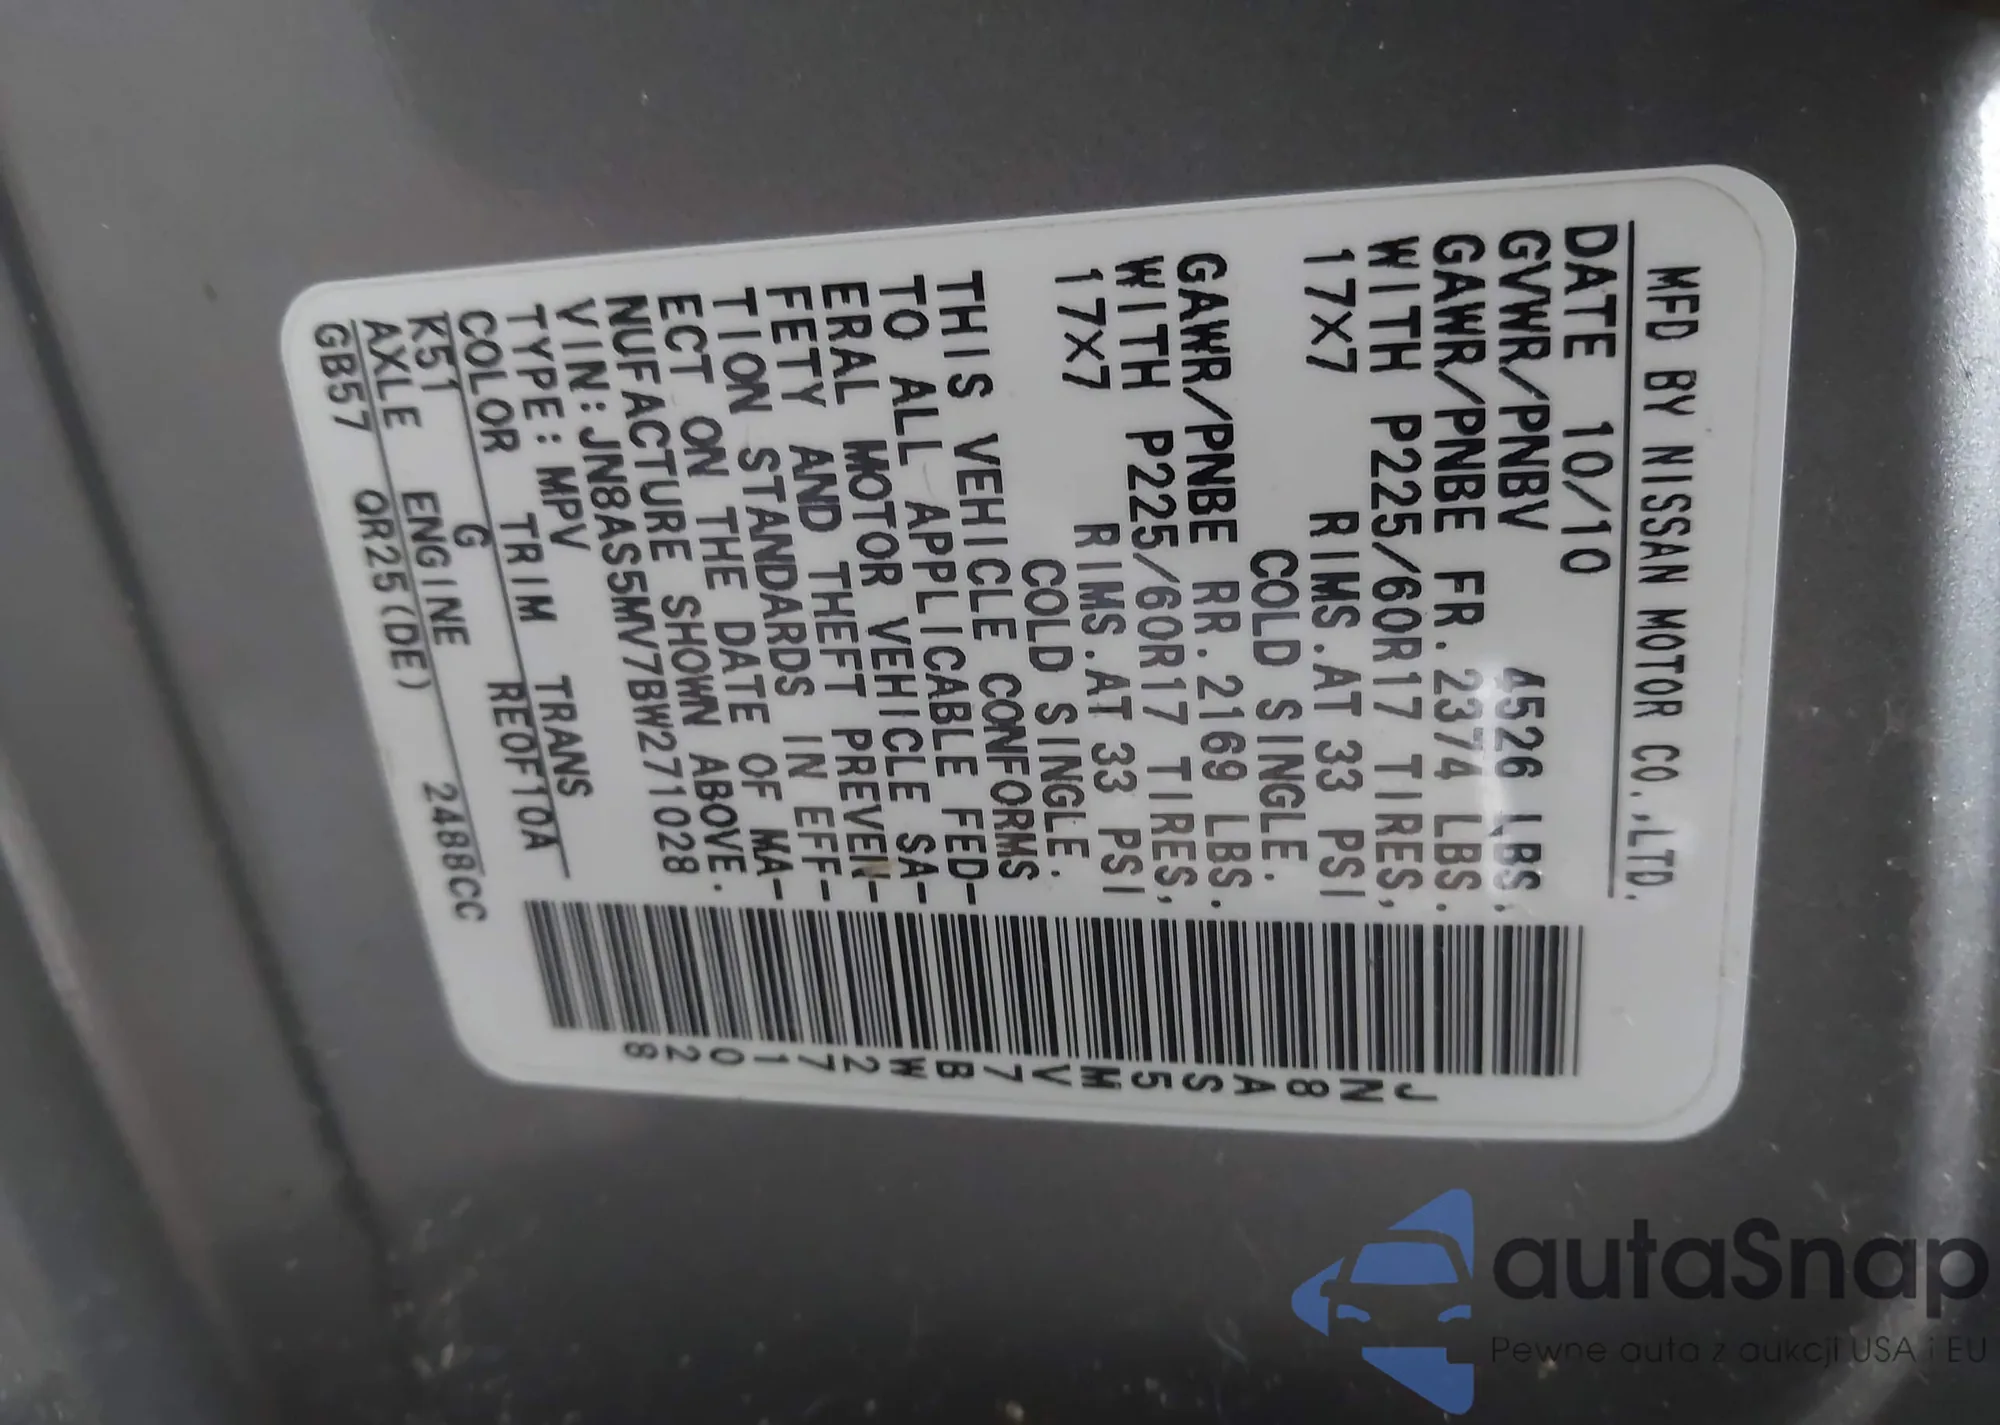 MFD BY NISSAN MOTOR CO.,LTD.
DATE 10/10
GVWR/PNBV 4526 LBS.
GAWR/PNBE FR.2374 LBS.
WITH P225/60R17 TIRES,
17X7 RIMS.AT 33 PSI
COLD SINGLE.
GAWR/PNBE RR.2169 LBS.
WITH P225/60R17 TIRES,
17X7 RIMS.AT 33 PSI
COLD SINGLE.
THIS VEHICLE CONFORMS
TO ALL APPLICABLE FED-
ERAL MOTOR VEHICLE SA-
FETY AND THEFT PREVEN-
TION STANDARDS IN EFF-
ECT ON THE DATE OF MA-
NUFACTURE SHOWN ABOVE.
VIN:JN8AS5MV7BW271028
TYPE:MPV
COLOR TRIM TRANS
K51 G RE0F10A
AXLE ENGINE
GB57 QR25(DE) 2488CC
JN8AS5MV7BW271028
autaSnap
Pewne auta z aukcji USA i EU